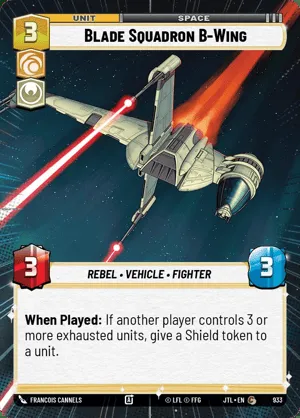 UNIT
SPACE
3
BLADE SQUADRON B-WING
3
3
REBEL • VEHICLE • FIGHTER
When Played: If another player controls 3 or
more exhausted units, give a Shield token to
a unit.
FRANCOIS CANNELS
© LFL © FFG
JTL • EN
C
933